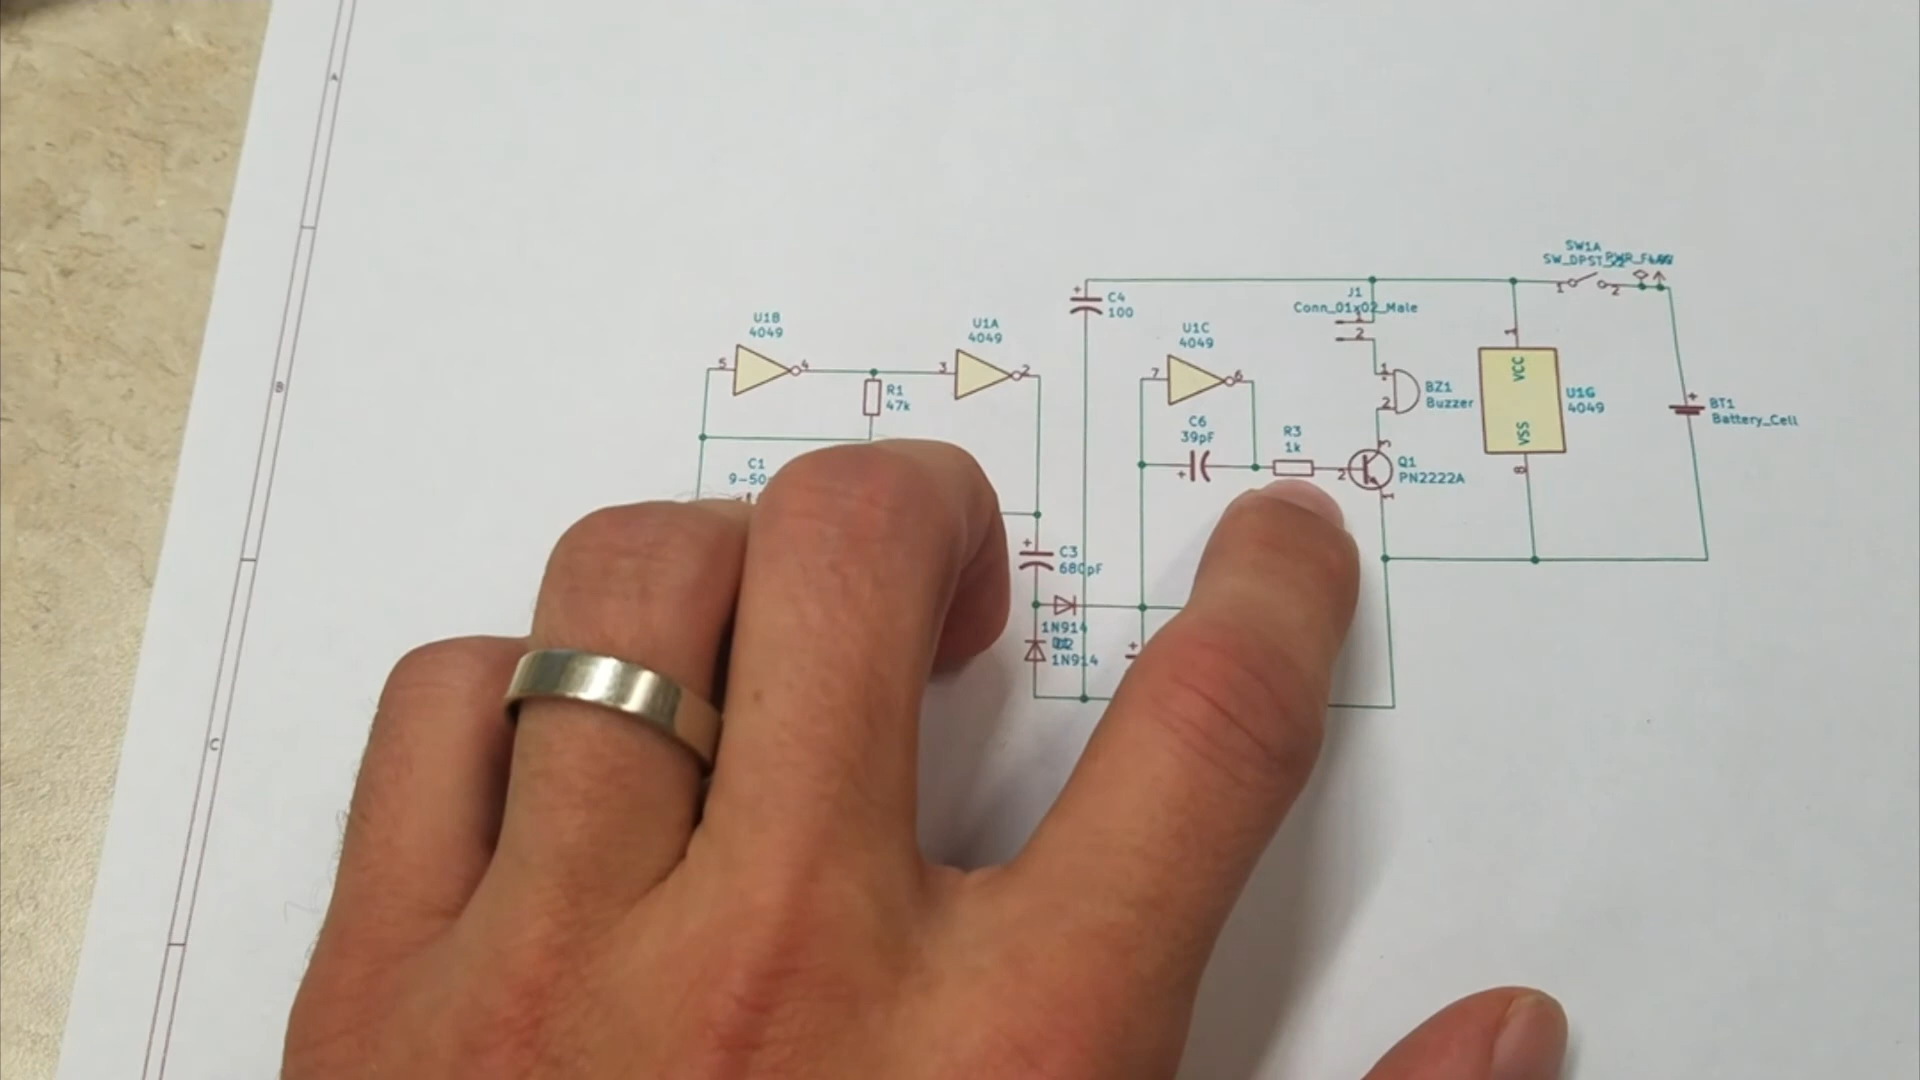 A
B
C
U1B
4049
5
4
R1
47k
U1A
4049
3
2
C1
9-50
+
C4
100
+
C3
680pF
1N914
1N914
U1C
4049
7
6
C6
39pF
+
R3
1k
J1
Conn_01x02_Male
1
2
1
2
BZ1
Buzzer
3
2
1
Q1
PN2222A
SW1A
SW_DPST
1
2
1
VCC
VSS
8
U1G
4049
+
BT1
Battery_Cell
+